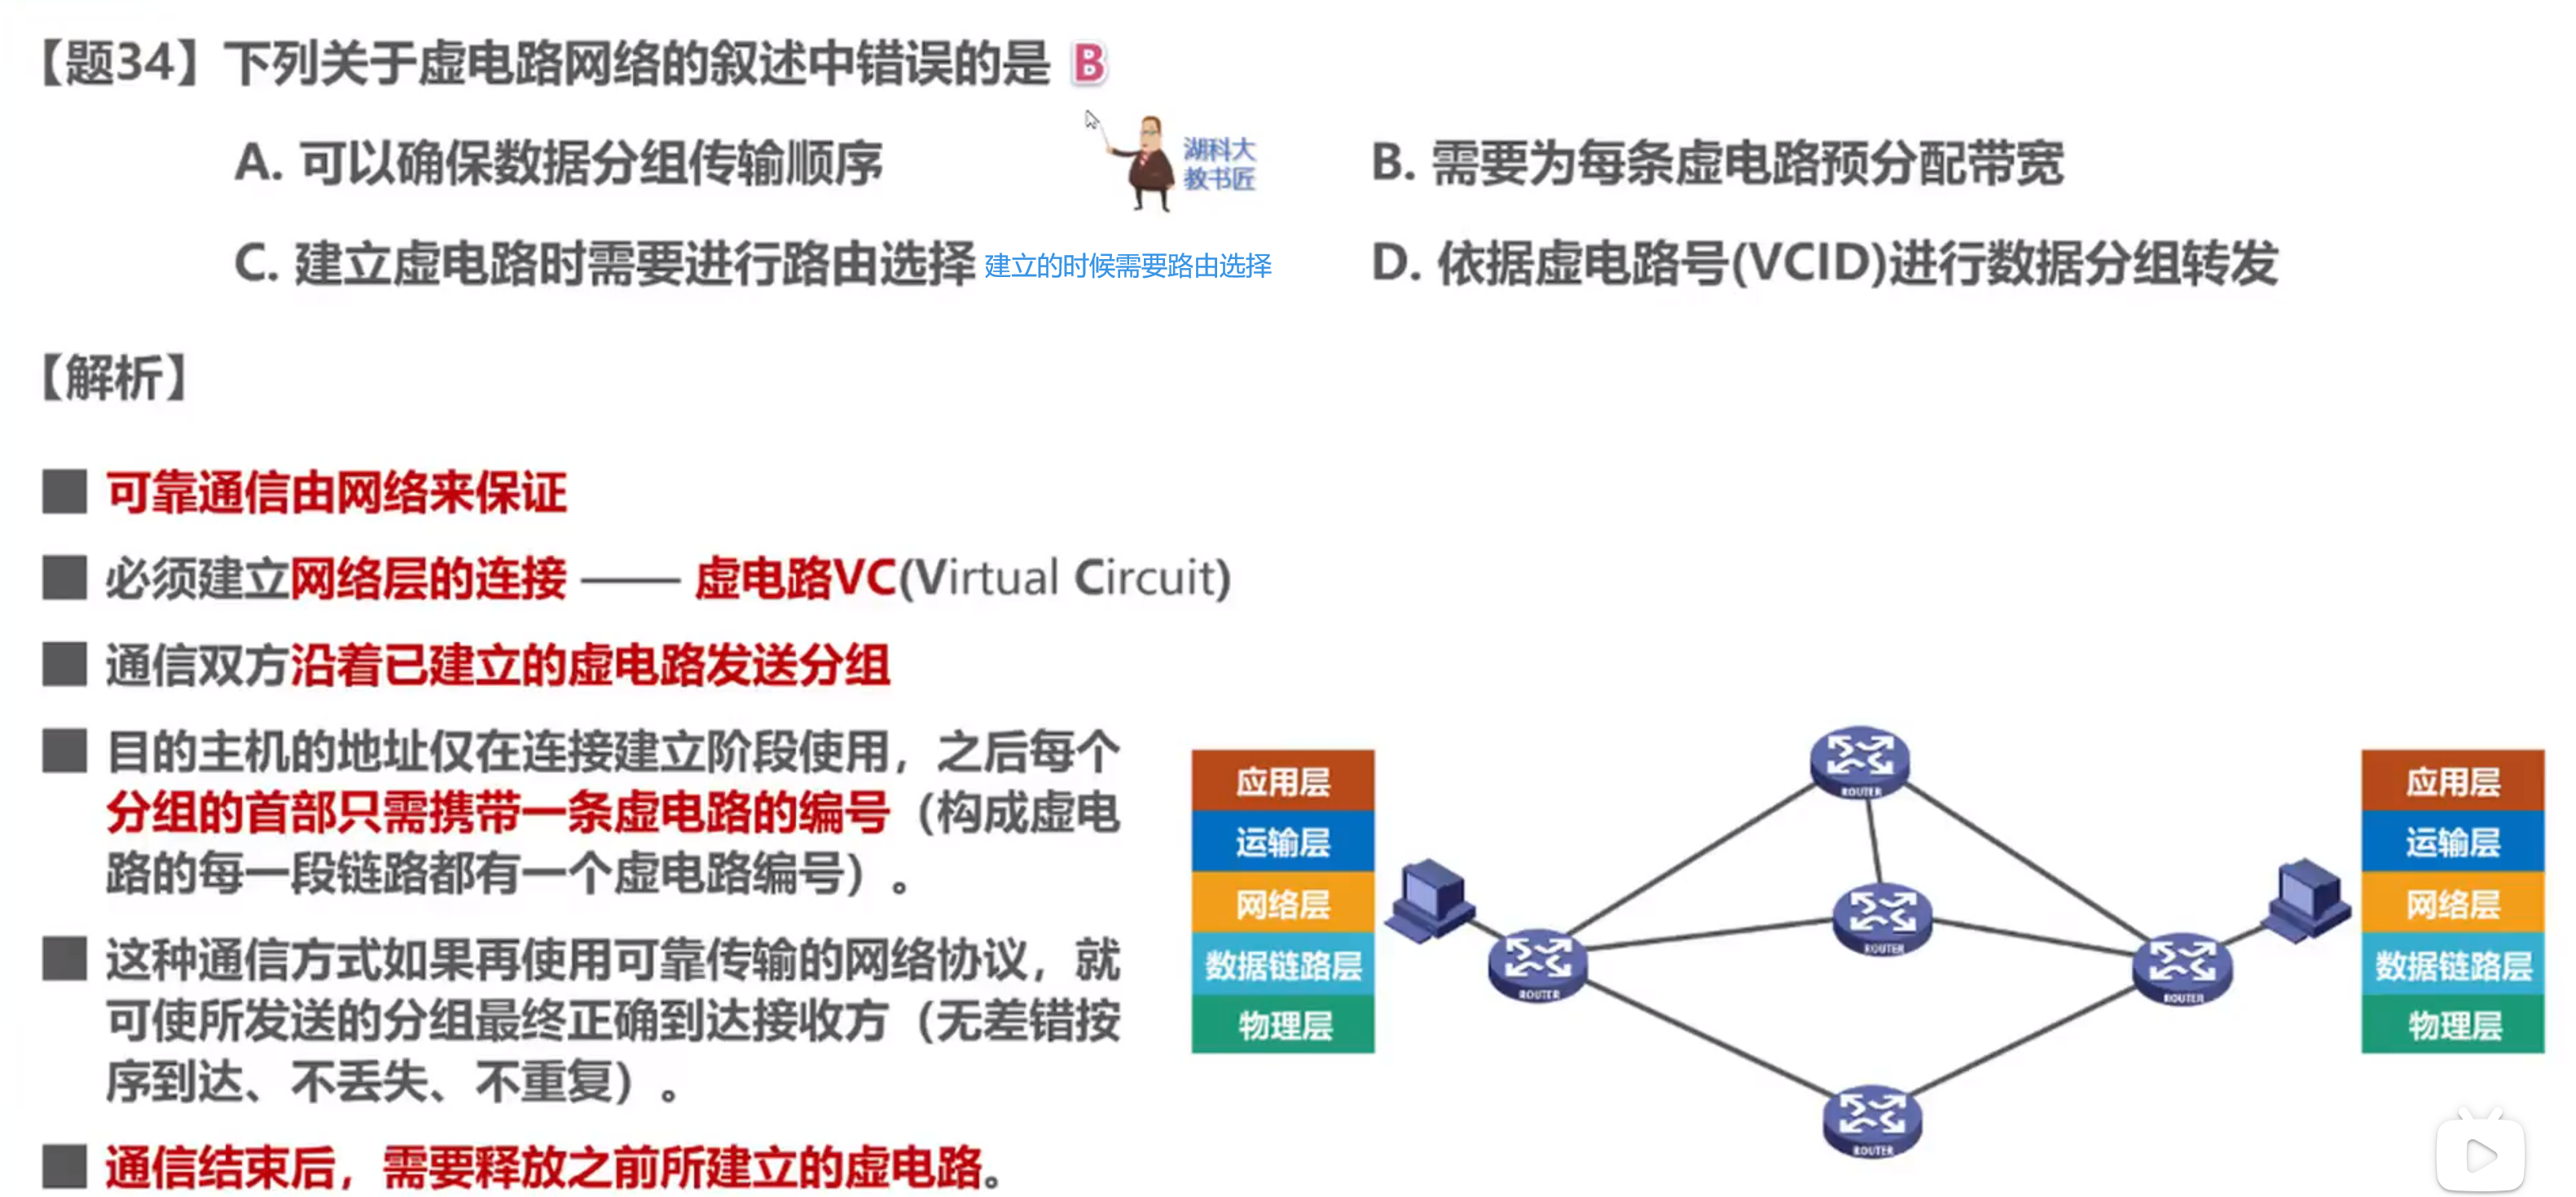 【题34】下列关于虚电路网络的叙述中错误的是 B
A. 可以确保数据分组传输顺序
湖科大
教书匠
B. 需要为每条虚电路预分配带宽
C. 建立虚电路时需要进行路由选择 建立的时候需要路由选择
D. 依据虚电路号(VCID)进行数据分组转发
【解析】
可靠通信由网络来保证
必须建立网络层的连接 —— 虚电路VC(Virtual Circuit)
通信双方沿着已建立的虚电路发送分组
目的主机的地址仅在连接建立阶段使用，之后每个
分组的首部只需携带一条虚电路的编号（构成虚电
路的每一段链路都有一个虚电路编号）。
这种通信方式如果再使用可靠传输的网络协议，就
可使所发送的分组最终正确到达接收方（无差错按
序到达、不丢失、不重复）。
通信结束后，需要释放之前所建立的虚电路。
应用层
运输层
网络层
数据链路层
物理层
ROUTER
ROUTER
ROUTER
ROUTER
ROUTER
应用层
运输层
网络层
数据链路层
物理层